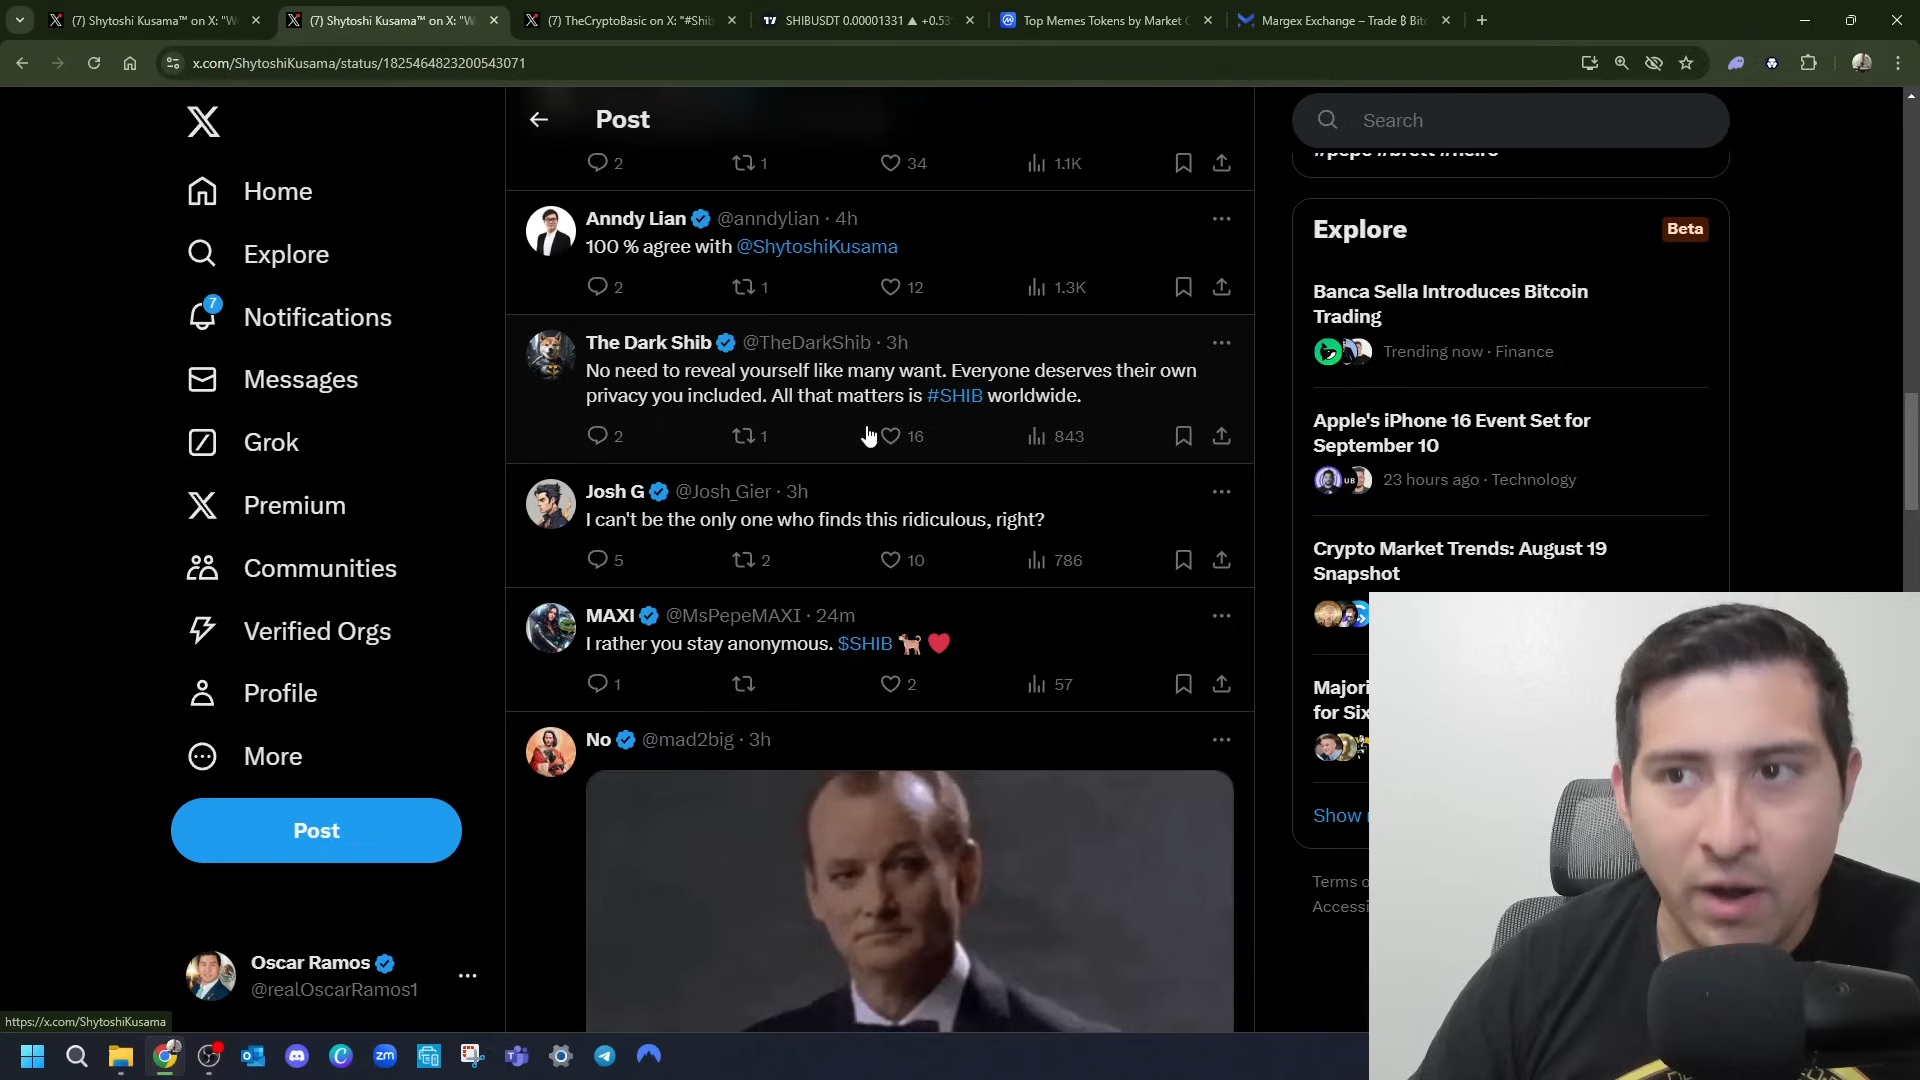 (7) Shytoshi Kusama™ on X: "W
(7) Shytoshi Kusama™ on X: "W
(7) TheCryptoBasic on X: "#Shib
SHIBUSDT 0.00001331 ▲ +0.53
Top Memes Tokens by Market
Margex Exchange – Trade ₿ Bit
x.com/ShytoshiKusama/status/1825464823200543071
Home
Explore
7
Notifications
Messages
Grok
Premium
Communities
Verified Orgs
Profile
More
Post
Oscar Ramos
@realOscarRamos1
Post
2 1 34 1.1K
Anndy Lian @anndylian · 4h
100 % agree with @ShytoshiKusama
2 1 12 1.3K
The Dark Shib @TheDarkShib · 3h
No need to reveal yourself like many want. Everyone deserves their own
privacy you included. All that matters is #SHIB worldwide.
2 1 16 843
Josh G @Josh_Gier · 3h
I can't be the only one who finds this ridiculous, right?
5 2 10 786
MAXI @MsPepeMAXI · 24m
I rather you stay anonymous. $SHIB 🐕 ❤️
1 2 57
No @mad2big · 3h
Search
Explore
Beta
Banca Sella Introduces Bitcoin
Trading
Trending now · Finance
Apple's iPhone 16 Event Set for
September 10
23 hours ago · Technology
Crypto Market Trends: August 19
Snapshot
Majori
for Six
Show
Terms o
Accessi
https://x.com/ShytoshiKusama
zm